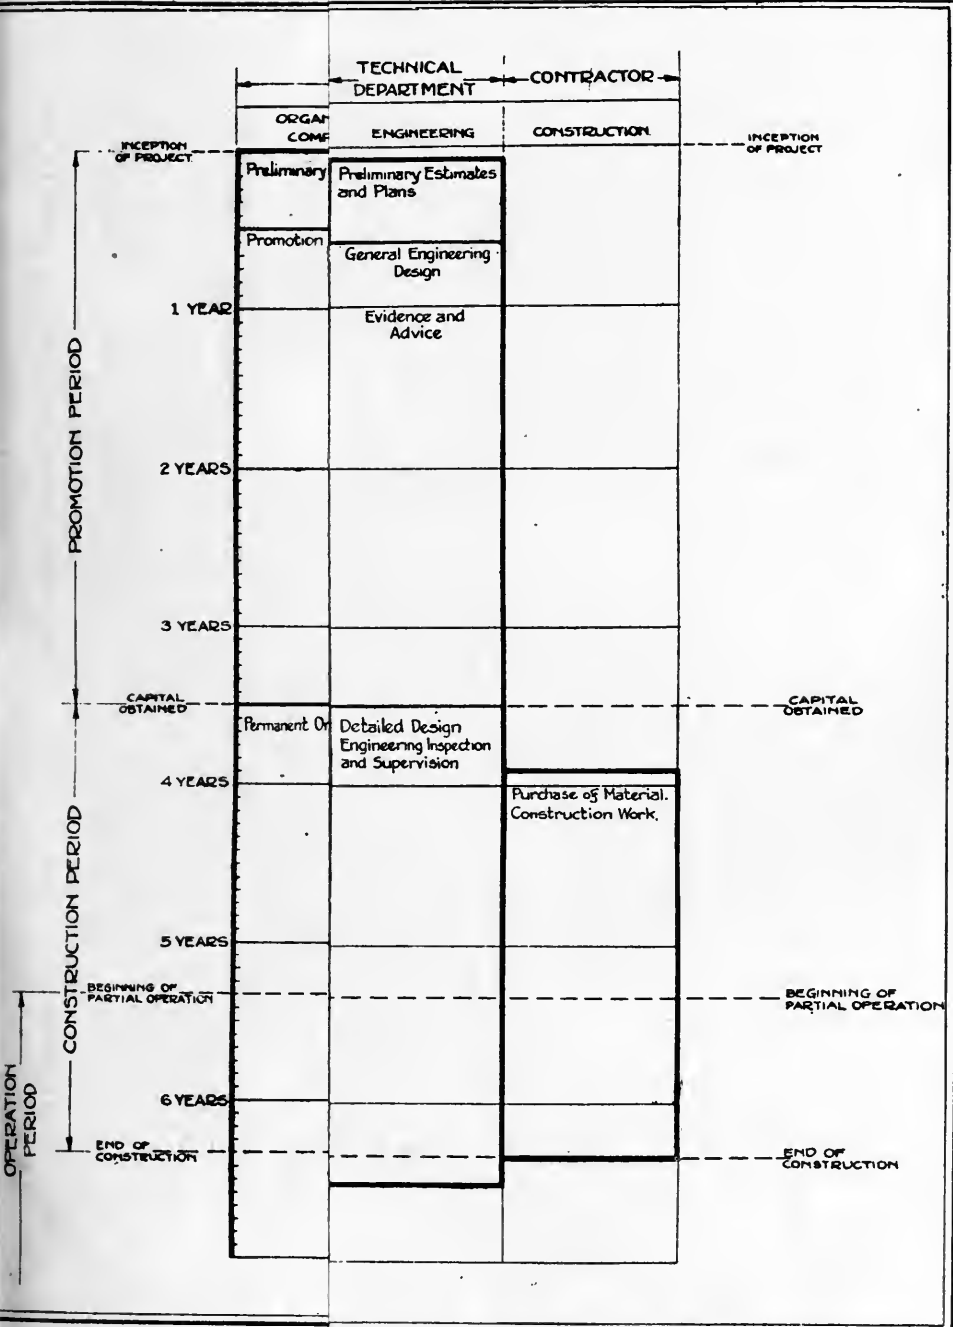 TECHNICAL
DEPARTMENT
CONTRACTOR
ORGAN
COMP
ENGINEERING
CONSTRUCTION.
INCEPTION
OF PROJECT.
INCEPTION
OF PROJECT
Preliminary
Preliminary Estimates
and Plans
Promotion
General Engineering
Design
1 YEAR
Evidence and
Advice
PROMOTION PERIOD
2 YEARS
3 YEARS
CAPITAL
OBTAINED
CAPITAL
OBTAINED
Permanent Or
Detailed Design
Engineering Inspection
and Supervision
4 YEARS
Purchase of Material.
Construction Work.
CONSTRUCTION PERIOD
5 YEARS
BEGINNING OF
PARTIAL OPERATION
BEGINNING OF
PARTIAL OPERATION
6 YEARS
OPERATION
PERIOD
END OF
CONSTRUCTION
END OF
CONSTRUCTION